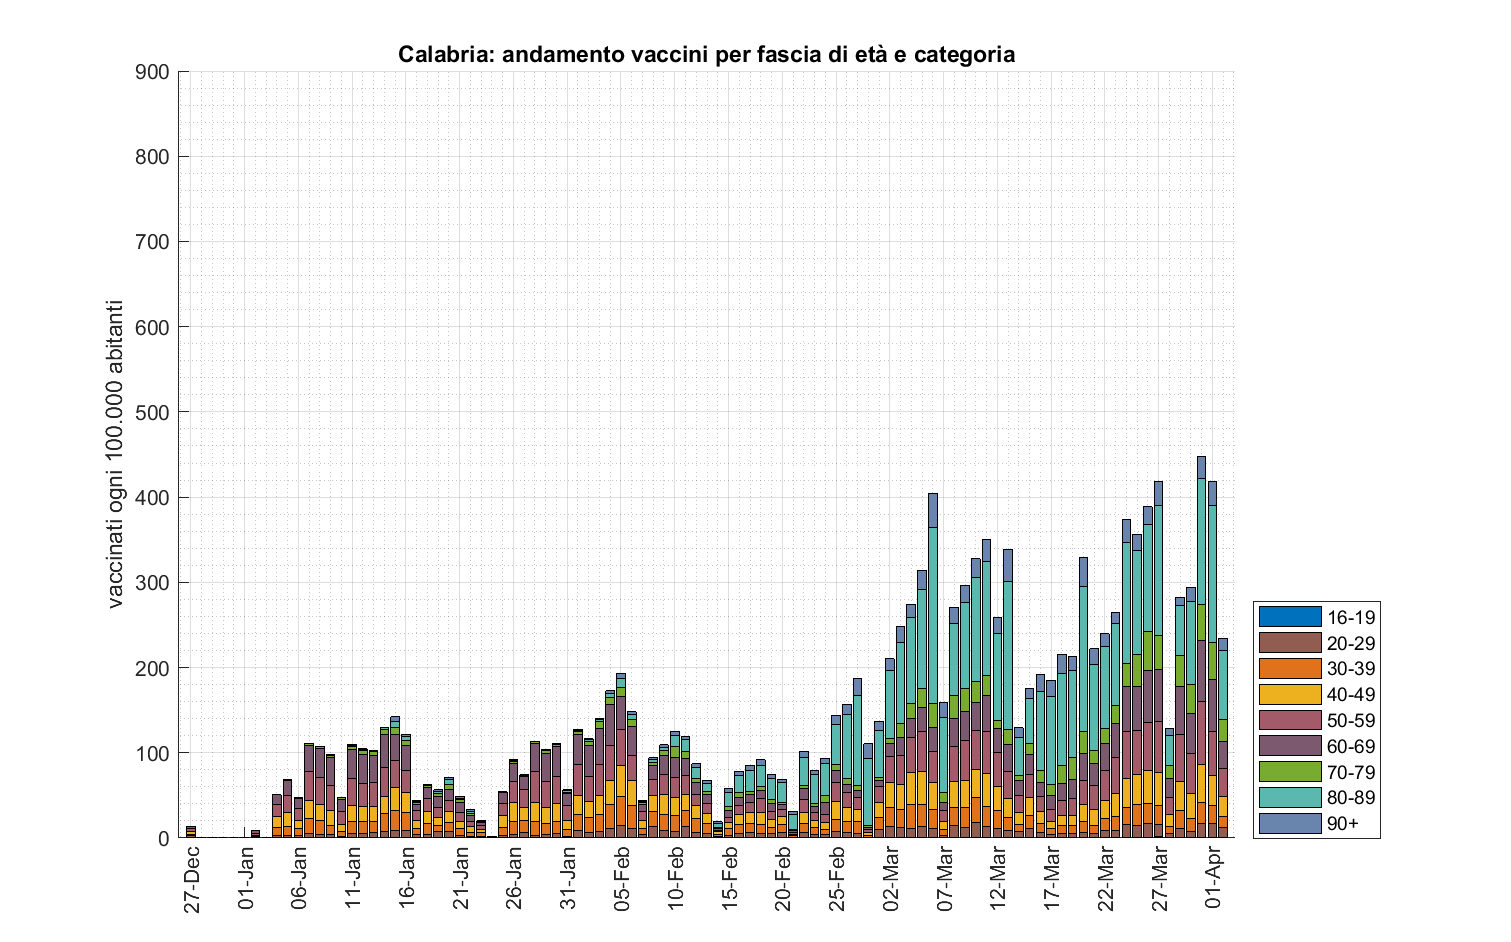 Calabria: andamento vaccini per fascia di età e categoria
vaccinati ogni 100.000 abitanti
900
800
700
600
500
400
300
200
100
0
27-Dec
01-Jan
06-Jan
11-Jan
16-Jan
21-Jan
26-Jan
31-Jan
05-Feb
10-Feb
15-Feb
20-Feb
25-Feb
02-Mar
07-Mar
12-Mar
17-Mar
22-Mar
27-Mar
01-Apr
16-19
20-29
30-39
40-49
50-59
60-69
70-79
80-89
90+